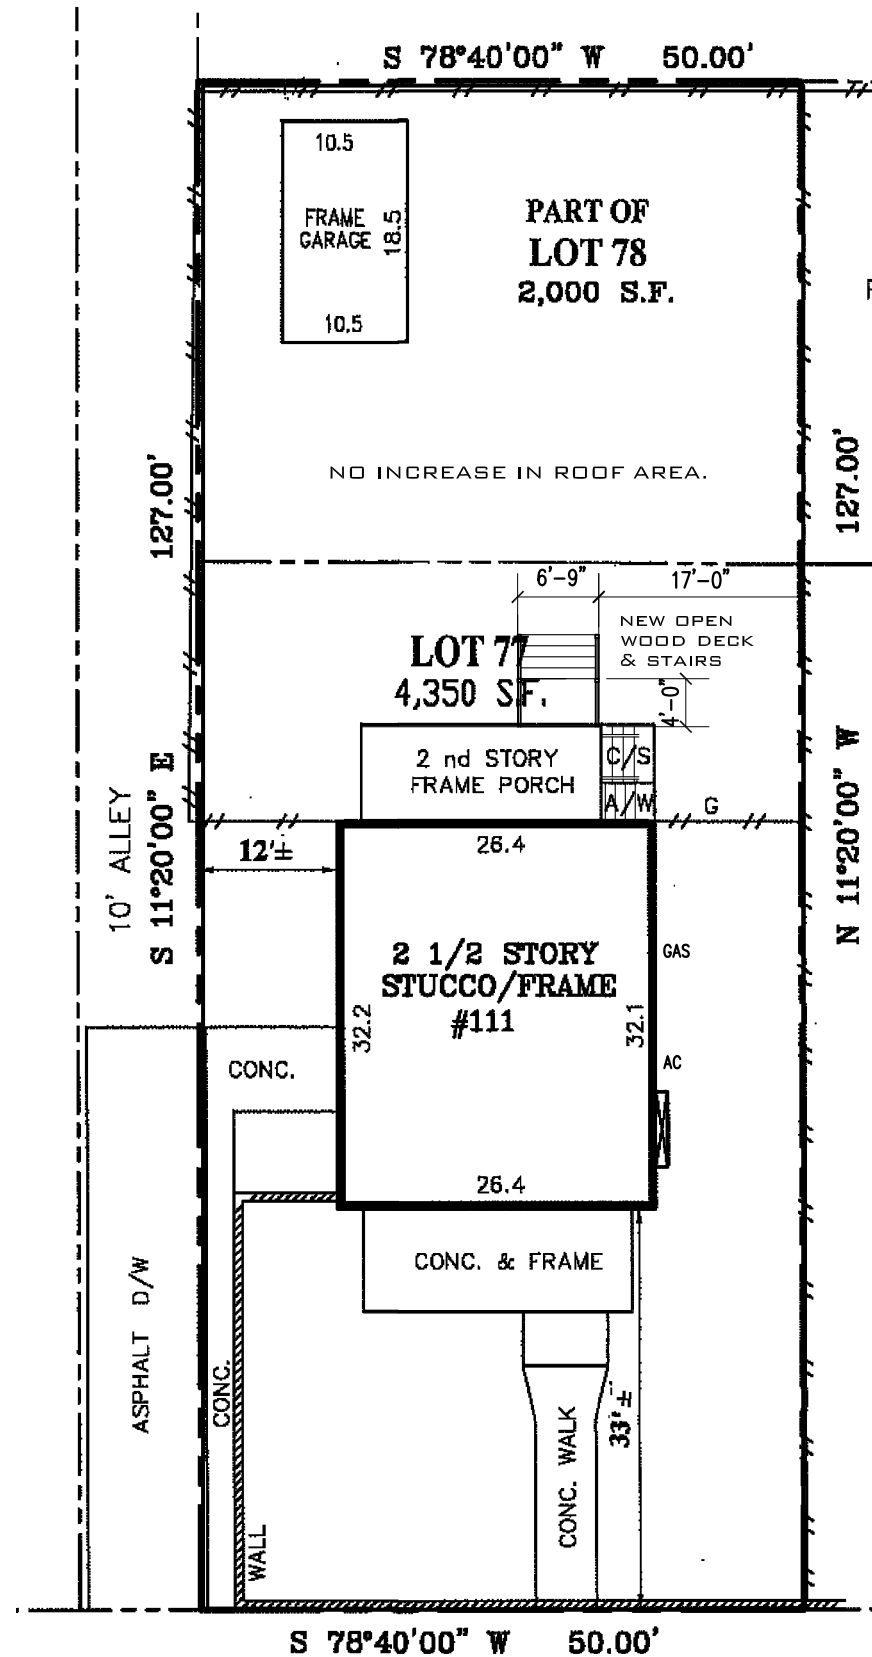 S 78°40'00" W 50.00'
10.5
FRAME
GARAGE
18.5
10.5
PART OF
LOT 78
2,000 S.F.
127.00'
127.00'
NO INCREASE IN ROOF AREA.
6'-9"
17'-0"
NEW OPEN
WOOD DECK
& STAIRS
LOT 77
4,350 S.F.
4'-0"
2 nd STORY
FRAME PORCH
C/S
A/W
G
10' ALLEY
S 11°20'00" E
N 11°20'00" W
12'±
26.4
2 1/2 STORY
STUCCO/FRAME
#111
32.2
32.1
GAS
AC
CONC.
26.4
CONC. & FRAME
ASPHALT D/W
CONC.
WALL
CONC. WALK
33'±
S 78°40'00" W 50.00'